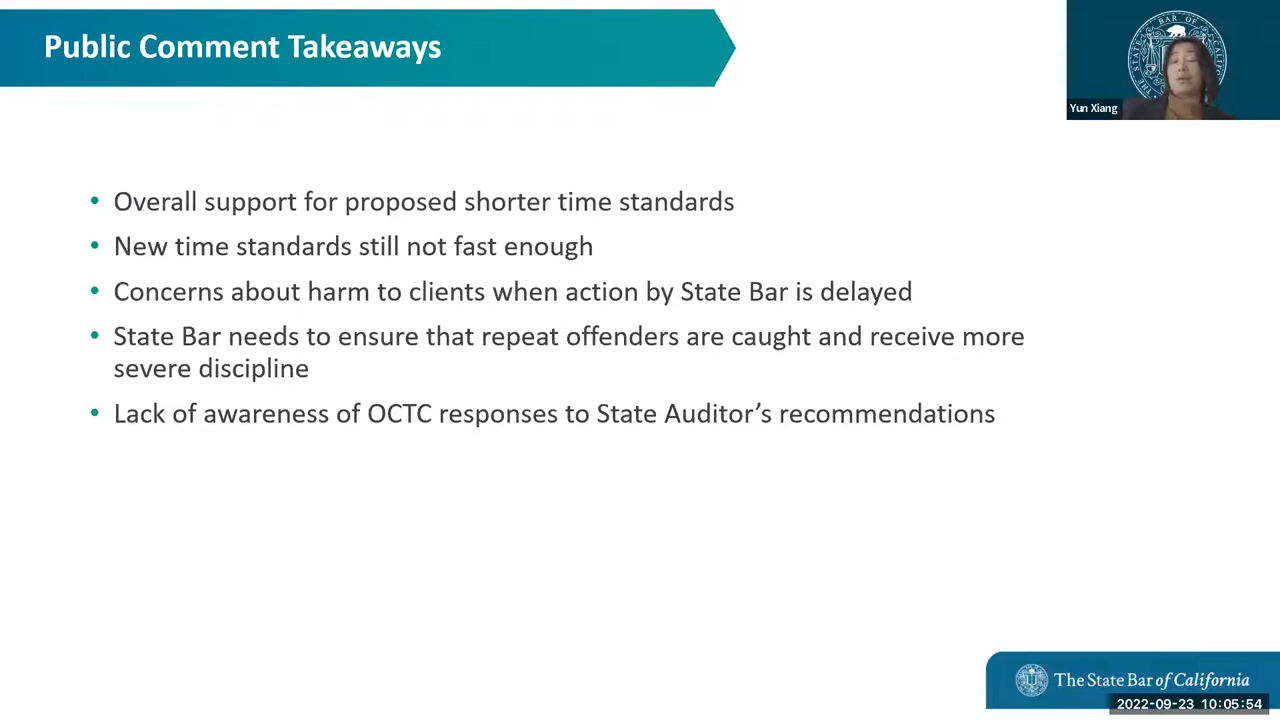 Public Comment Takeaways
Yun Xiang
• Overall support for proposed shorter time standards
• New time standards still not fast enough
• Concerns about harm to clients when action by State Bar is delayed
• State Bar needs to ensure that repeat offenders are caught and receive more
severe discipline
• Lack of awareness of OCTC responses to State Auditor’s recommendations
The State Bar of California
2022-09-23 10:05:54